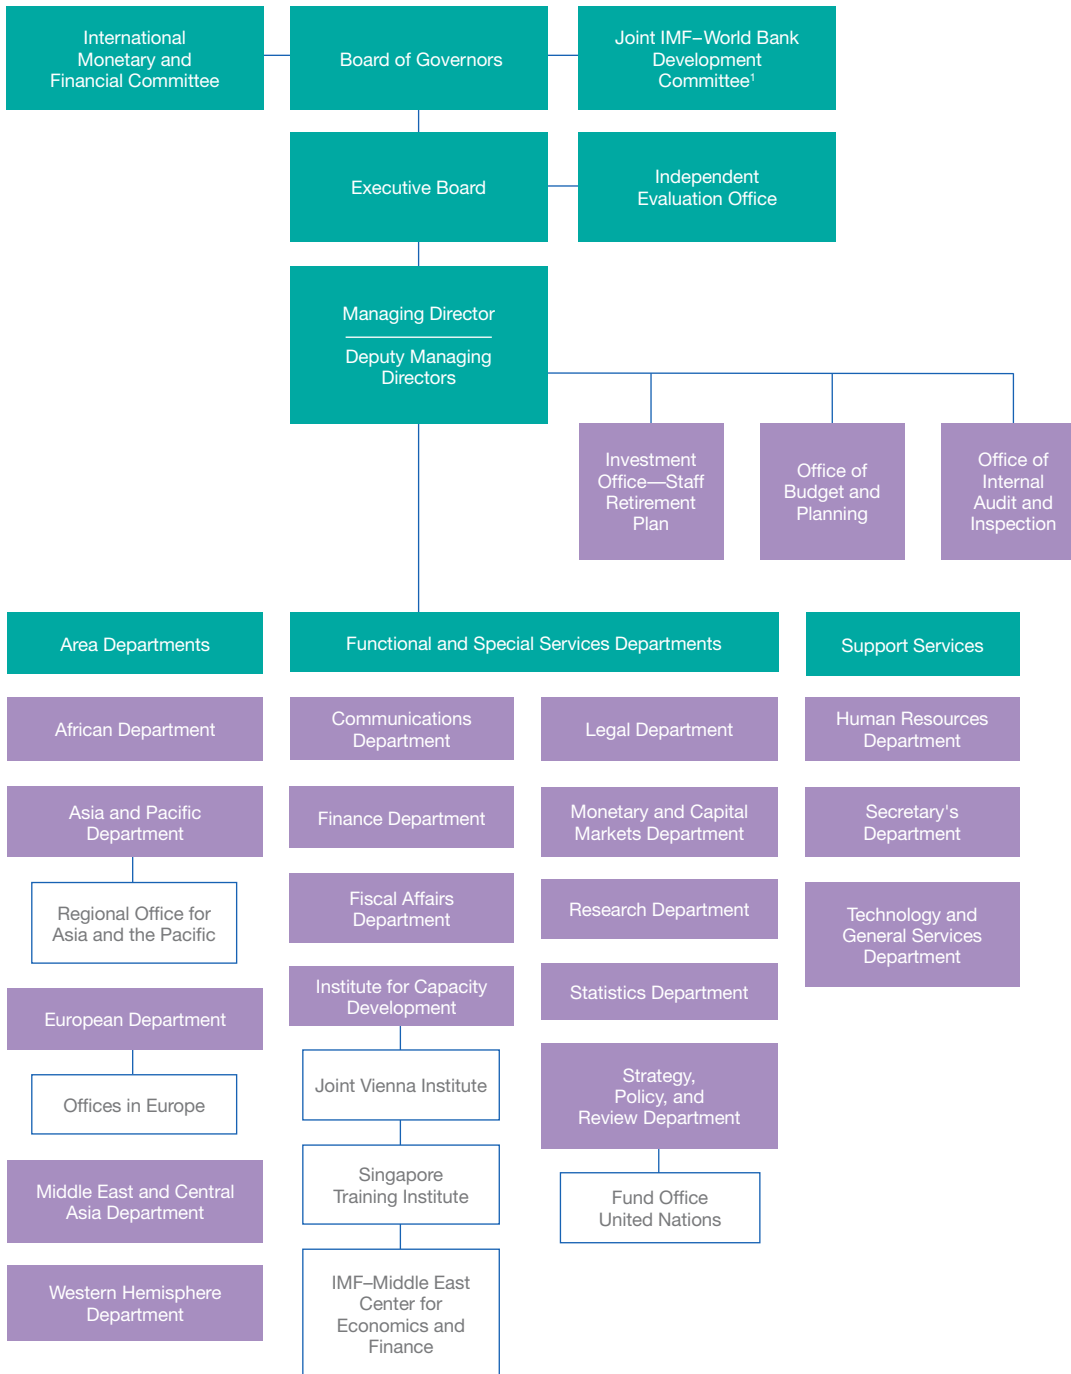 International
Monetary and
Financial Committee
Board of Governors
Joint IMF–World Bank
Development
Committee¹
Executive Board
Independent
Evaluation Office
Managing Director
Deputy Managing
Directors
Investment
Office—Staff
Retirement
Plan
Office of
Budget and
Planning
Office of
Internal
Audit and
Inspection
Area Departments
Functional and Special Services Departments
Support Services
African Department
Asia and Pacific
Department
Regional Office for
Asia and the Pacific
European Department
Offices in Europe
Middle East and Central
Asia Department
Western Hemisphere
Department
Communications
Department
Finance Department
Fiscal Affairs
Department
Institute for Capacity
Development
Joint Vienna Institute
Singapore
Training Institute
IMF–Middle East
Center for
Economics and
Finance
Legal Department
Monetary and Capital
Markets Department
Research Department
Statistics Department
Strategy,
Policy, and
Review Department
Fund Office
United Nations
Human Resources
Department
Secretary's
Department
Technology and
General Services
Department